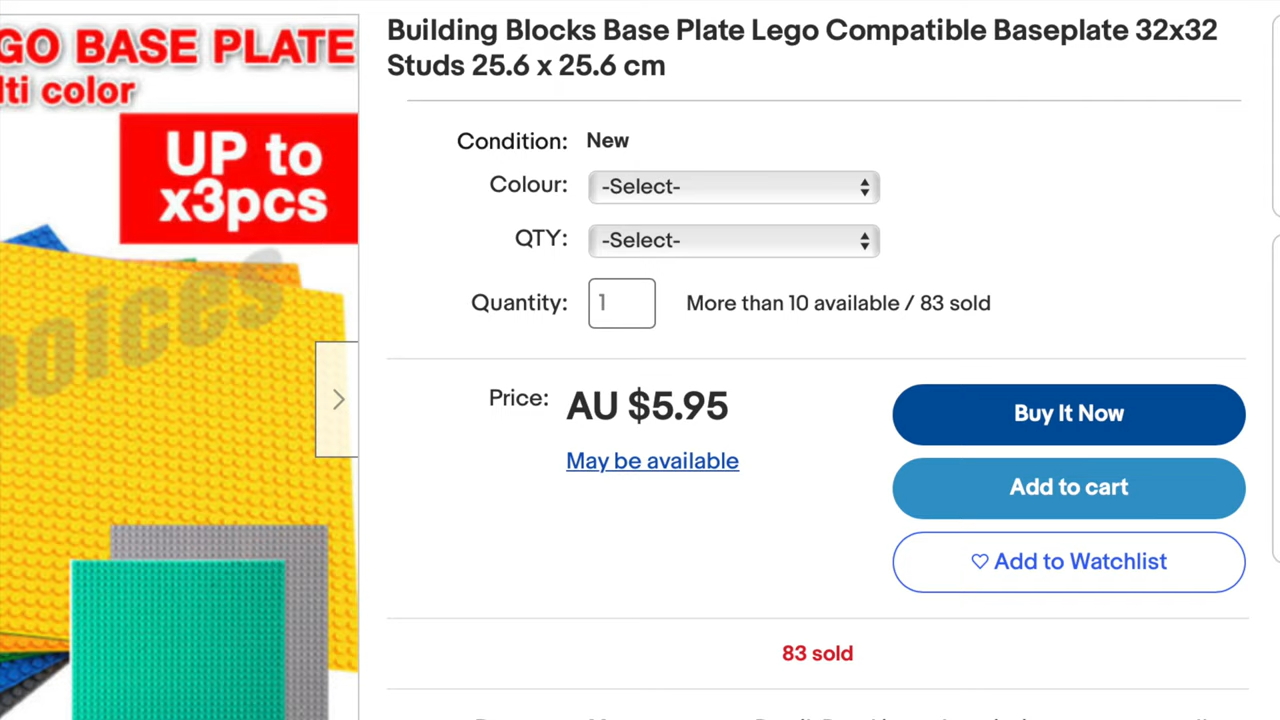 GO BASE PLATE
lti color
UP to
x3pcs
hoices
Building Blocks Base Plate Lego Compatible Baseplate 32x32
Studs 25.6 x 25.6 cm
Condition: New
Colour: -Select-
QTY: -Select-
Quantity: 1 More than 10 available / 83 sold
Price: AU $5.95
May be available
Buy It Now
Add to cart
Add to Watchlist
83 sold